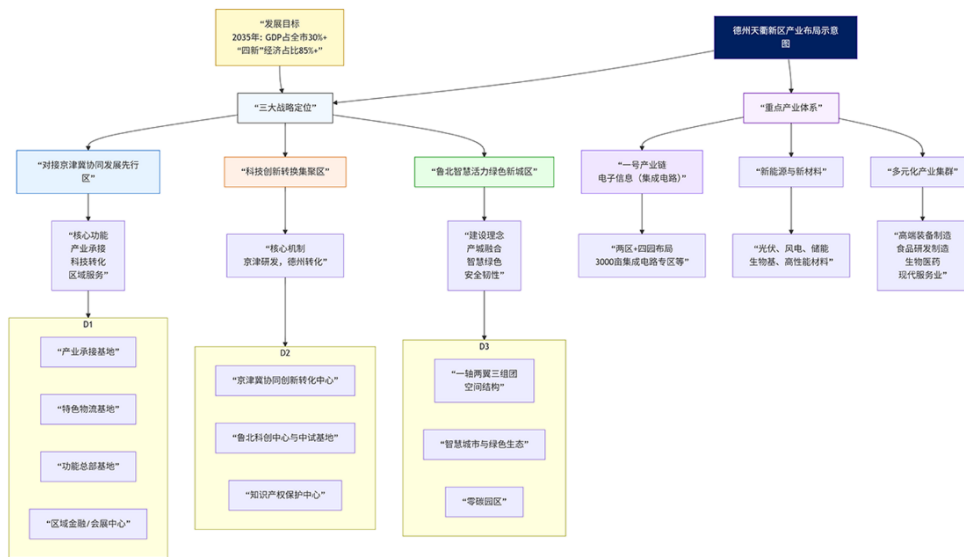 “发展目标
2035年：GDP占全市30%+
“四新”经济占比85%+”
德州天衢新区产业布局示意
图
“三大战略定位”
“重点产业体系”
“对接京津冀协同发展先行
区”
“科技创新转换集聚区”
“鲁北智慧活力绿色新城区”
“一号产业链
电子信息（集成电路）”
“新能源与新材料”
“多元化产业集群”
“核心功能
产业承接
科技转化
区域服务”
“核心机制
京津研发，德州转化”
“建设理念
产城融合
智慧绿色
安全韧性”
“两区+四园布局
3000亩集成电路专区等”
“光伏、风电、储能
生物基、高性能材料”
“高端装备制造
食品研发制造
生物医药
现代服务业”
D1
“产业承接基地”
“特色物流基地”
“功能总部基地”
“区域金融/会展中心”
D2
“京津冀协同创新转化中心”
“鲁北科创中心与中试基地”
“知识产权保护中心”
D3
“一轴两翼三组团
空间结构”
“智慧城市与绿色生态”
“零碳园区”